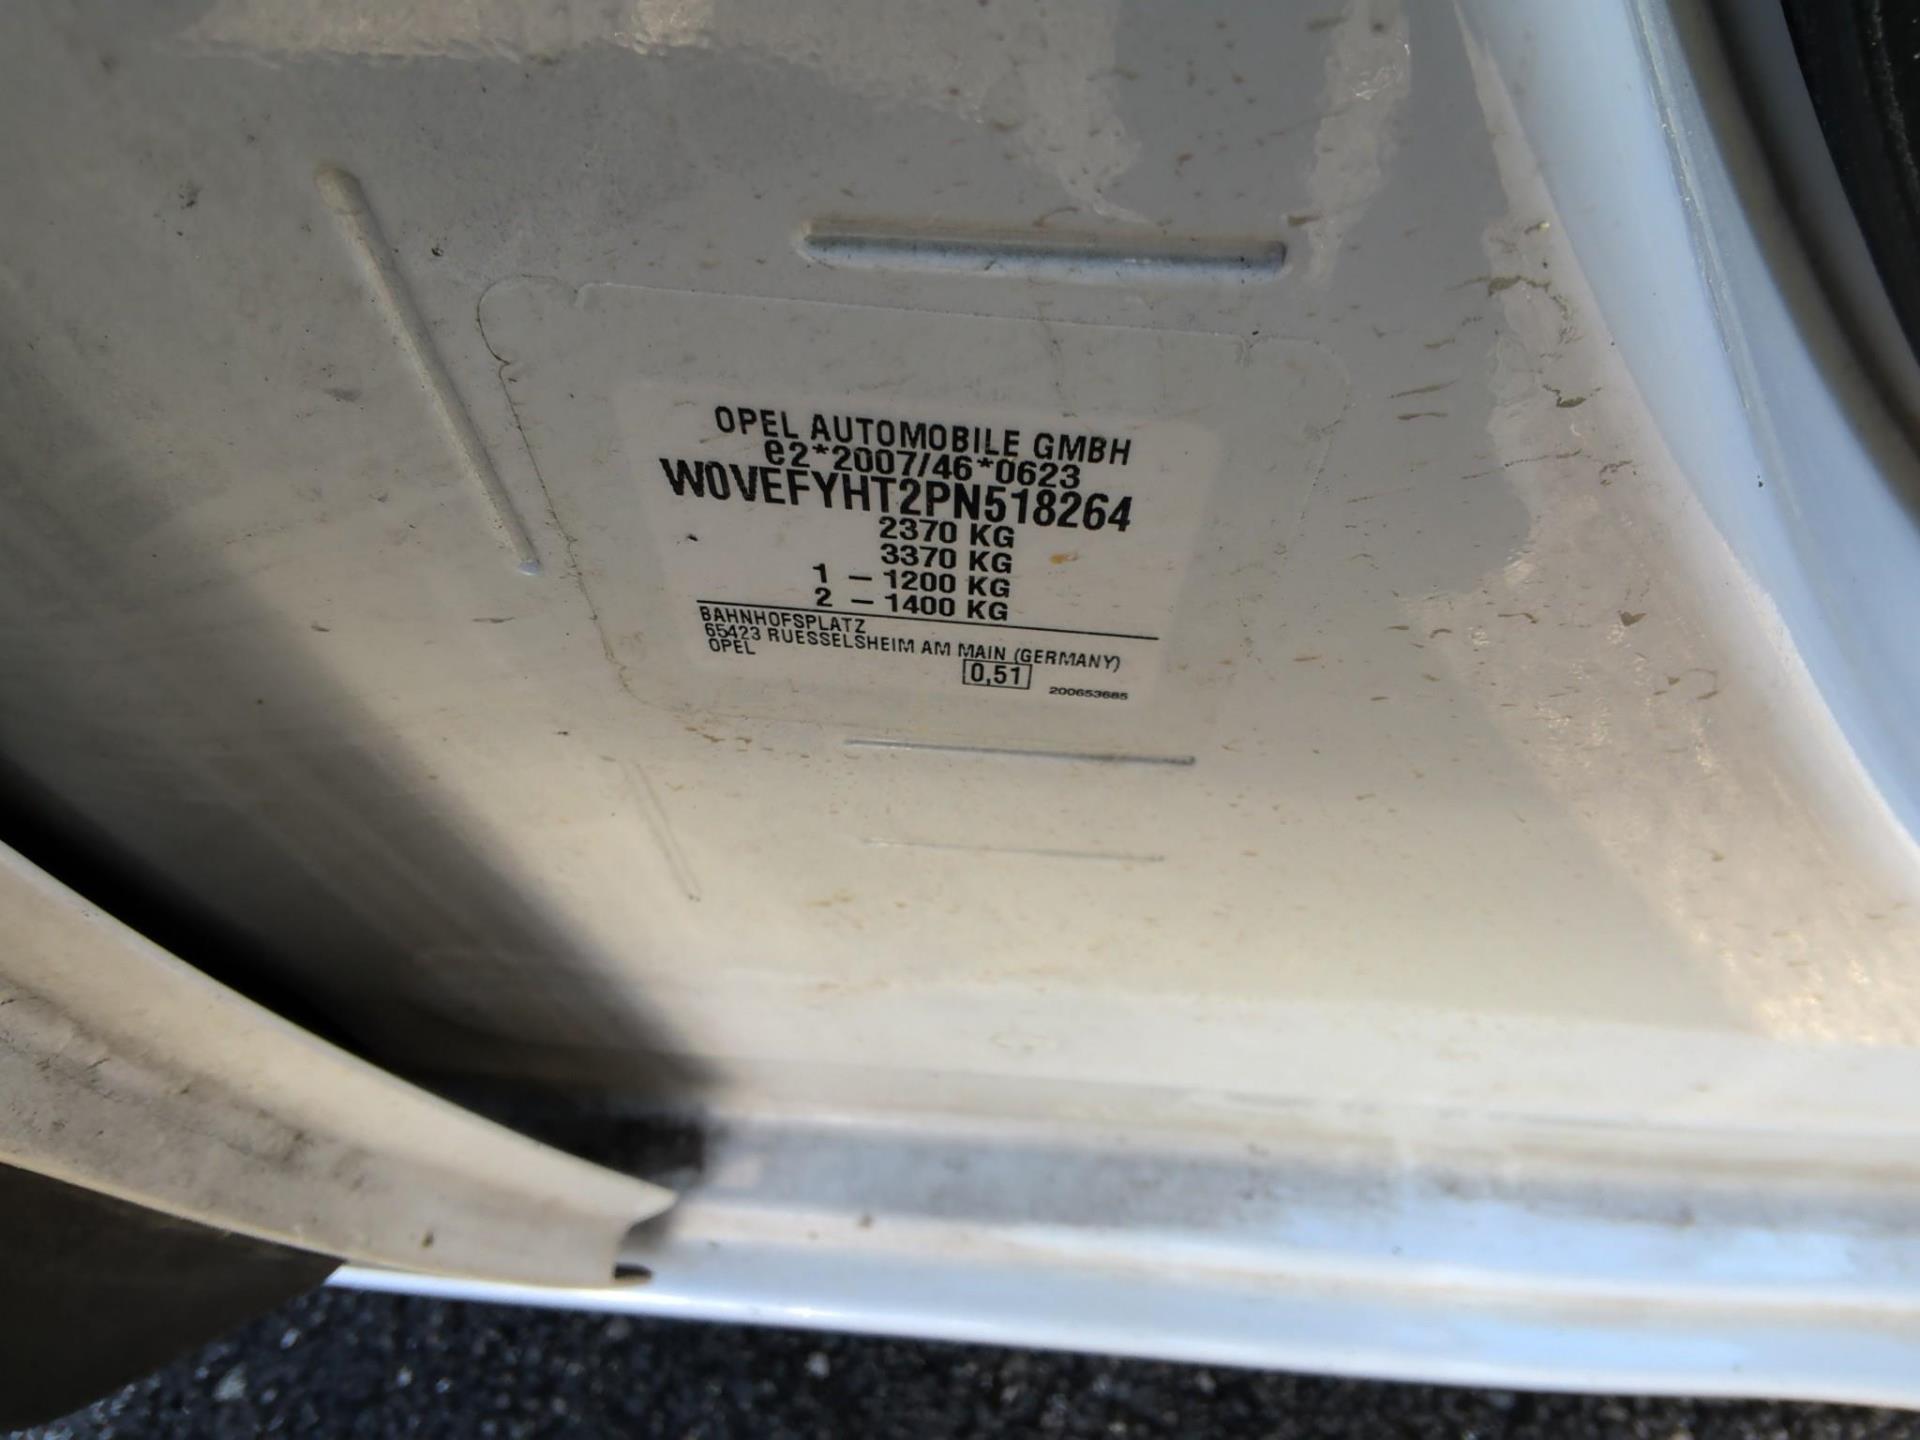 OPEL AUTOMOBILE GMBH
e2*2007/46*0623
W0VEFYHT2PN518264
2370 KG
3370 KG
1 – 1200 KG
2 – 1400 KG
BAHNHOFSPLATZ
65423 RUESSELSHEIM AM MAIN (GERMANY)
OPEL
0,51
200653685